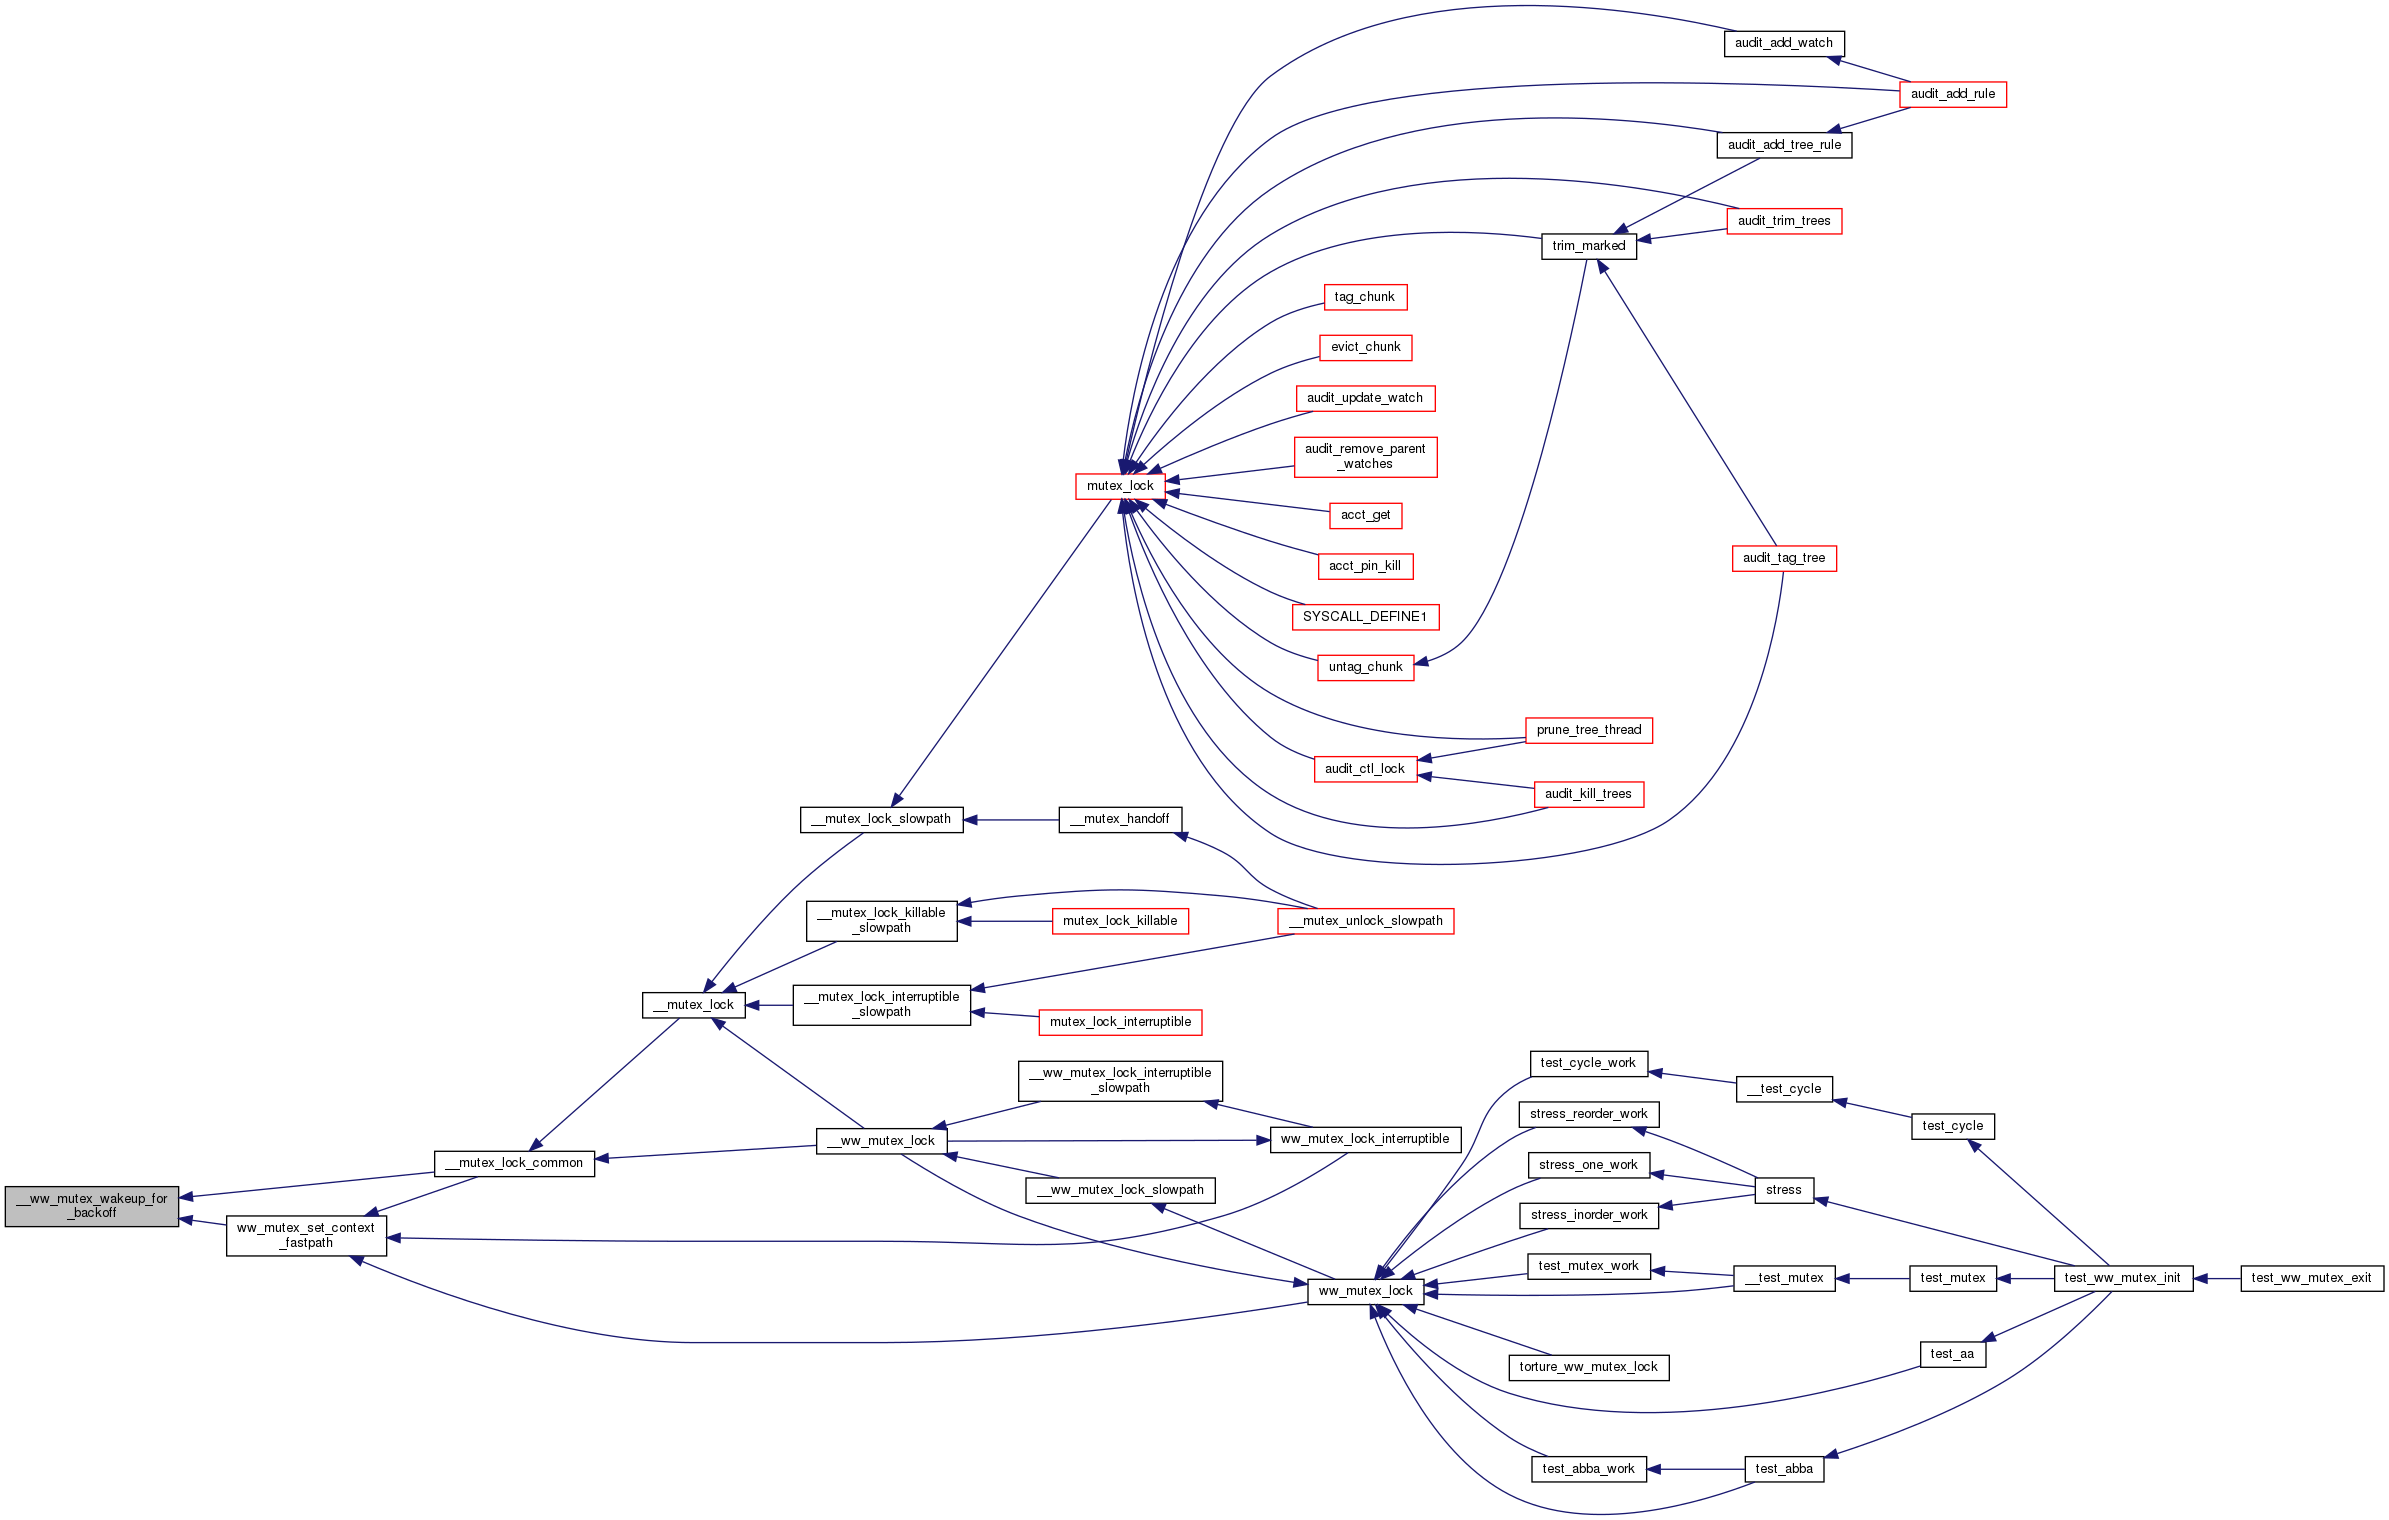 audit_add_watch
audit_add_rule
audit_add_tree_rule
audit_trim_trees
trim_marked
tag_chunk
evict_chunk
audit_update_watch
audit_remove_parent
_watches
mutex_lock
acct_get
audit_tag_tree
acct_pin_kill
SYSCALL_DEFINE1
untag_chunk
prune_tree_thread
audit_ctl_lock
audit_kill_trees
__mutex_lock_slowpath
__mutex_handoff
__mutex_lock_killable
_slowpath
mutex_lock_killable
__mutex_unlock_slowpath
__mutex_lock
__mutex_lock_interruptible
_slowpath
mutex_lock_interruptible
__ww_mutex_lock_interruptible
_slowpath
test_cycle_work
__test_cycle
stress_reorder_work
test_cycle
__ww_mutex_lock
ww_mutex_lock_interruptible
__mutex_lock_common
stress_one_work
__ww_mutex_lock_slowpath
stress
__ww_mutex_wakeup_for
_backoff
stress_inorder_work
ww_mutex_set_context
_fastpath
test_mutex_work
ww_mutex_lock
__test_mutex
test_mutex
test_ww_mutex_init
test_ww_mutex_exit
test_aa
torture_ww_mutex_lock
test_abba_work
test_abba